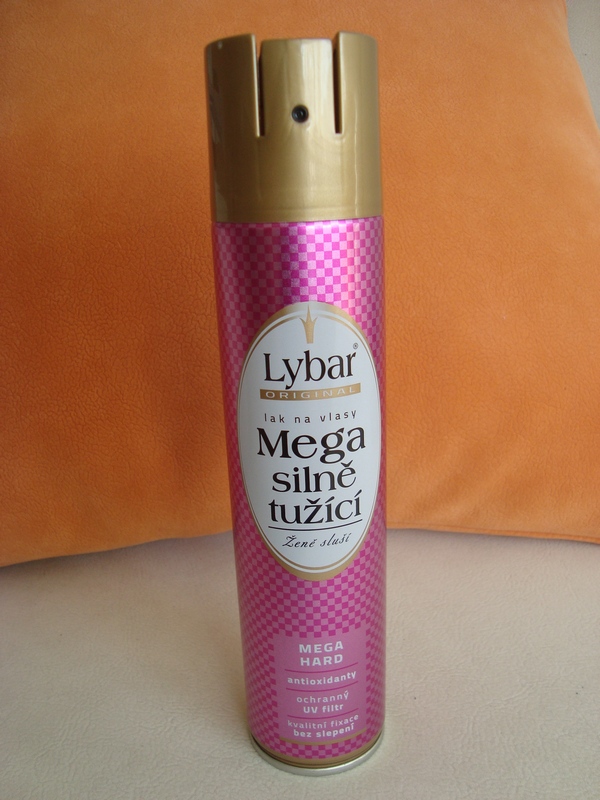 Lybar®
ORIGINAL
lak na vlasy
Mega
silně
tužící
Ženě sluší
MEGA
HARD
antioxidanty
ochranný
UV filtr
kvalitní fixace
bez slepení